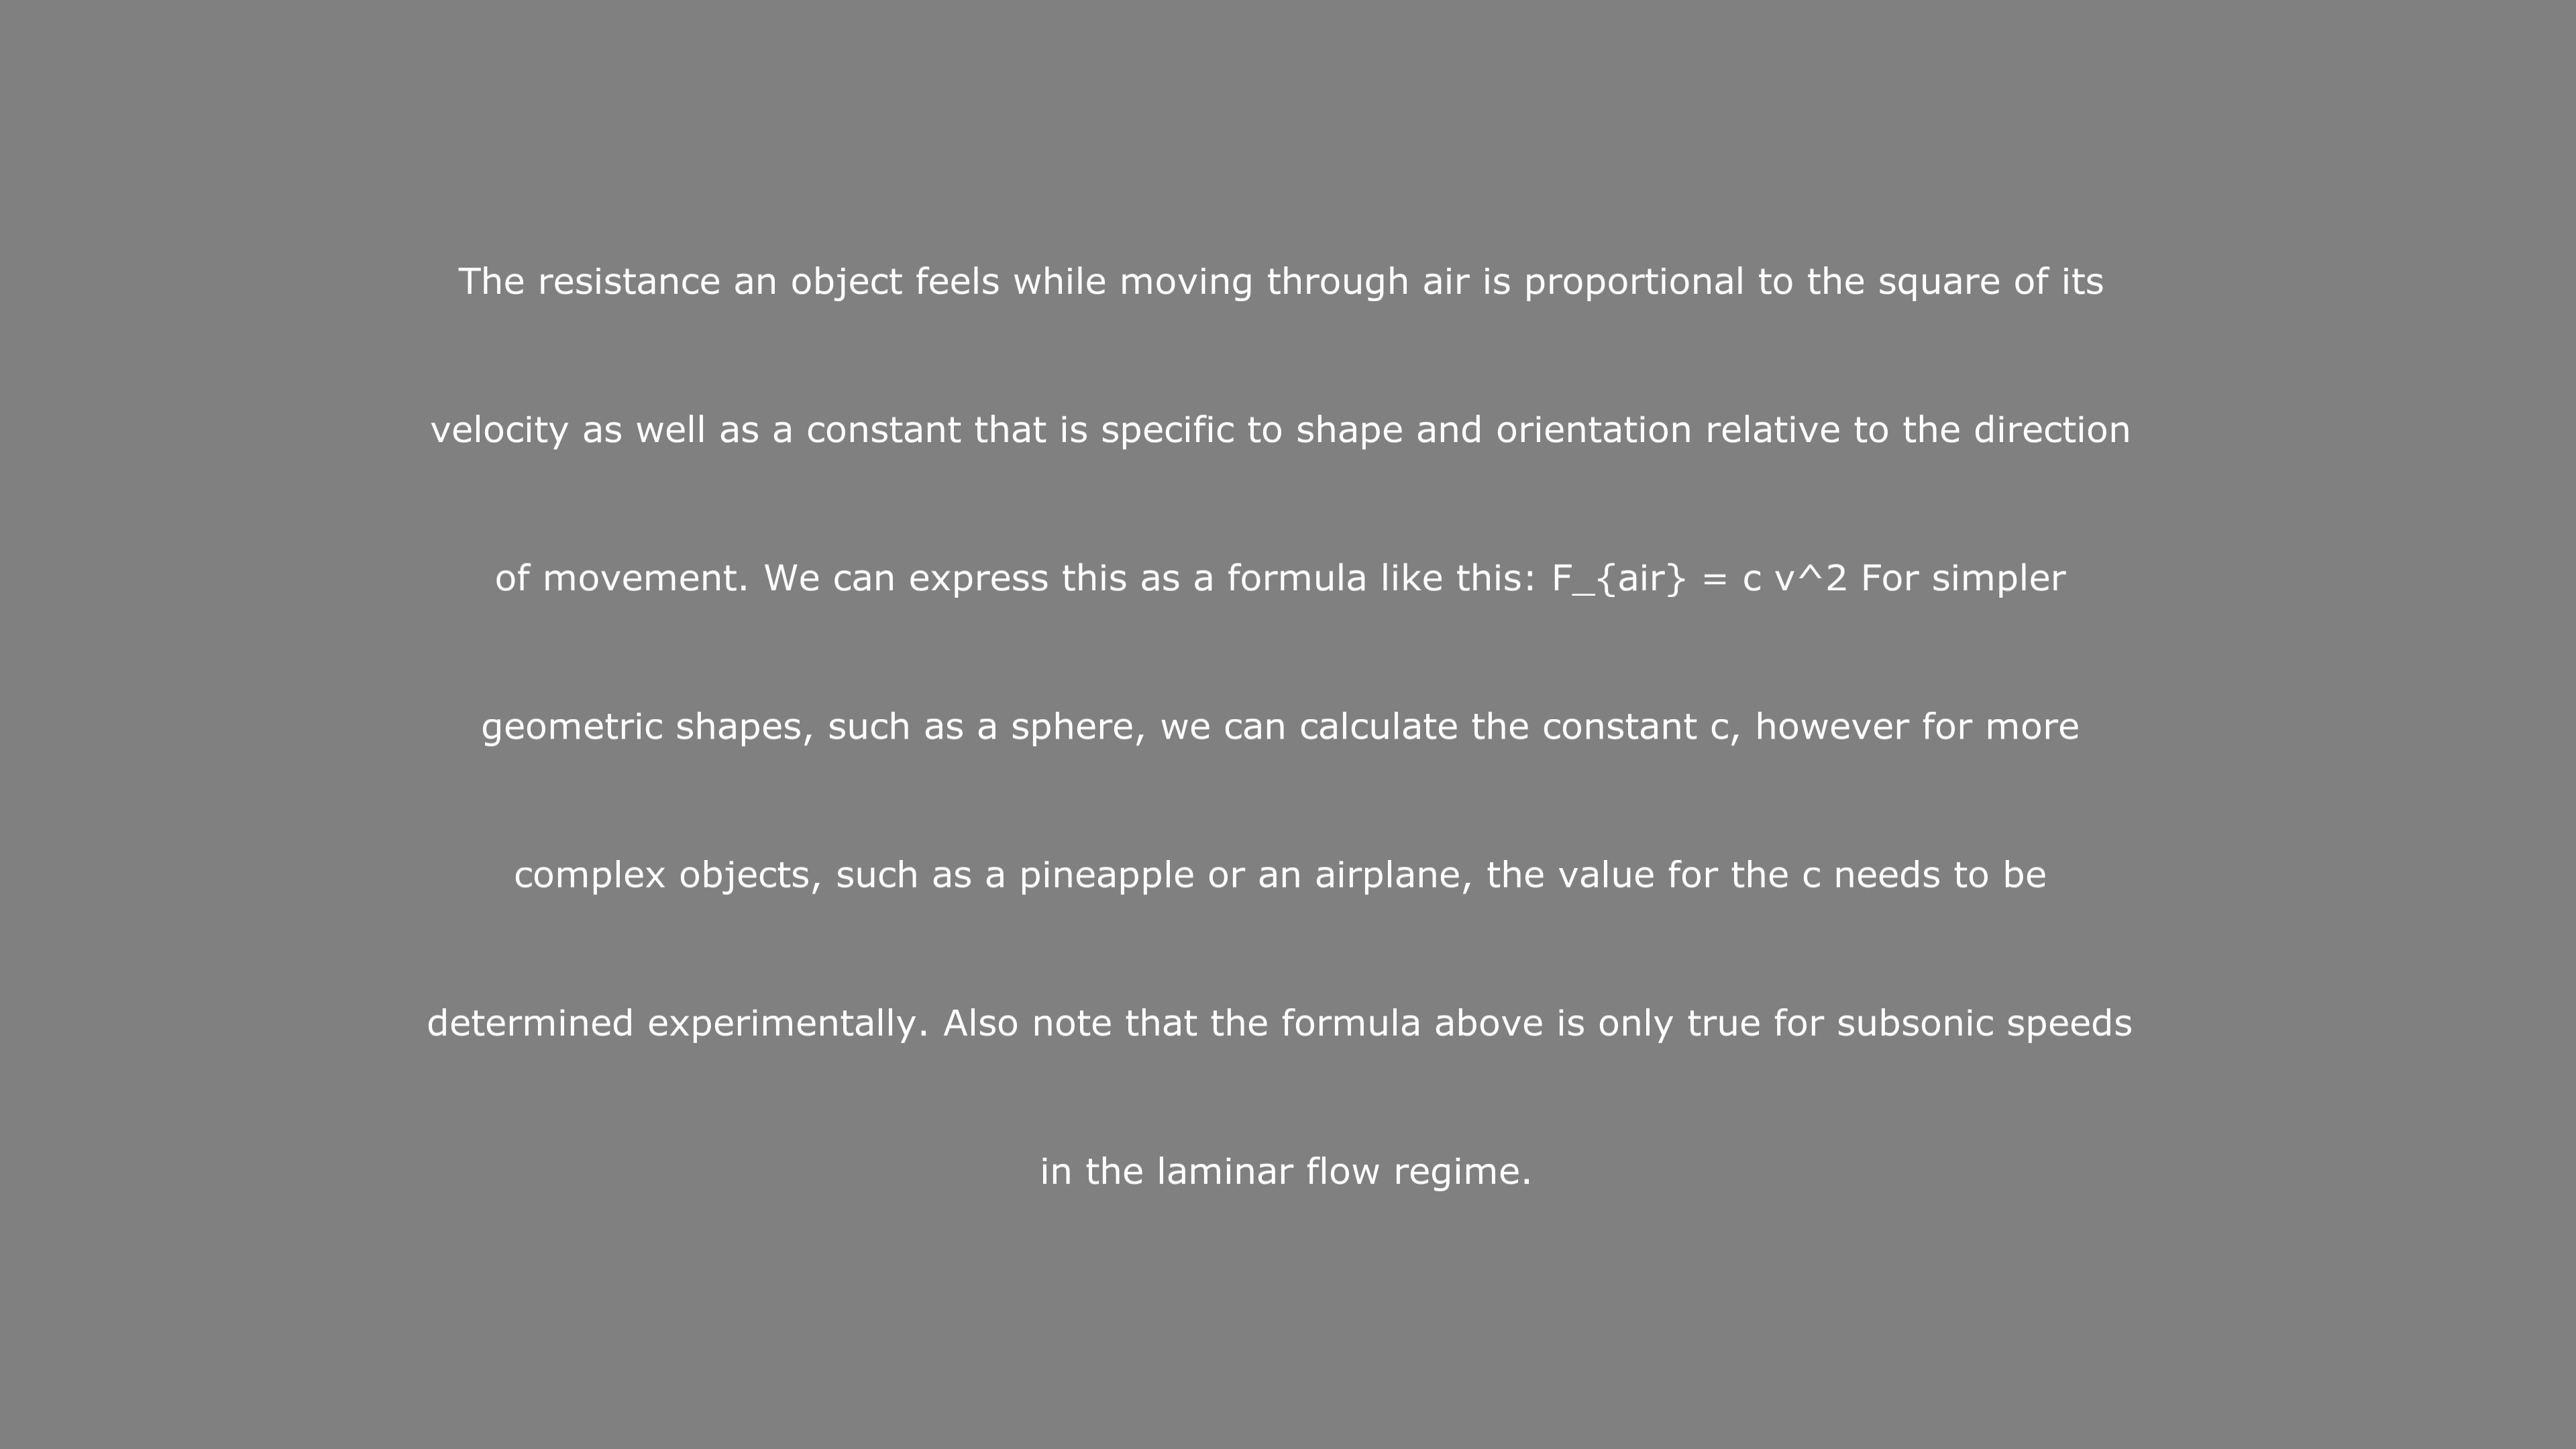 The resistance an object feels while moving through air is proportional to the square of its
velocity as well as a constant that is specific to shape and orientation relative to the direction
of movement. We can express this as a formula like this: F_{air} = c v^2 For simpler
geometric shapes, such as a sphere, we can calculate the constant c, however for more
complex objects, such as a pineapple or an airplane, the value for the c needs to be
determined experimentally. Also note that the formula above is only true for subsonic speeds
in the laminar flow regime.